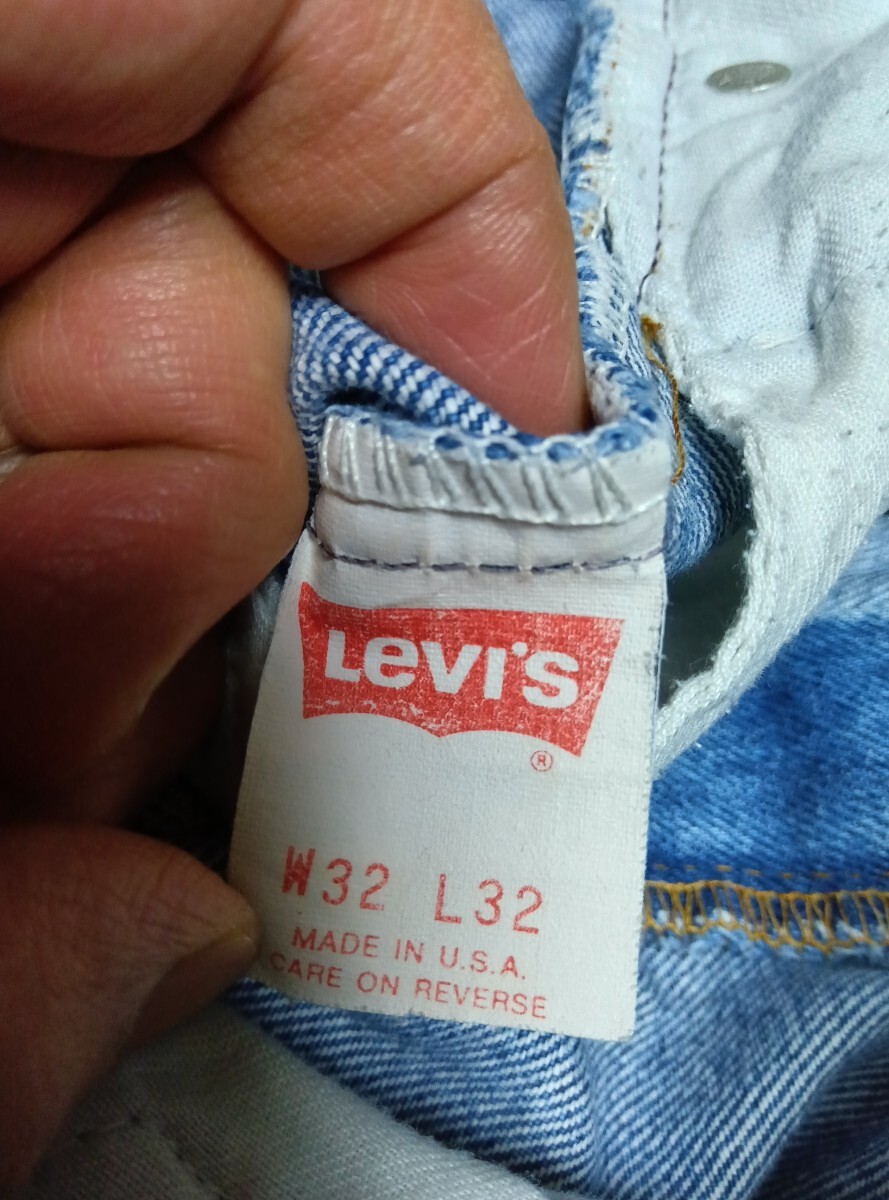 Levi's
®
W32 L32
MADE IN U.S.A.
CARE ON REVERSE